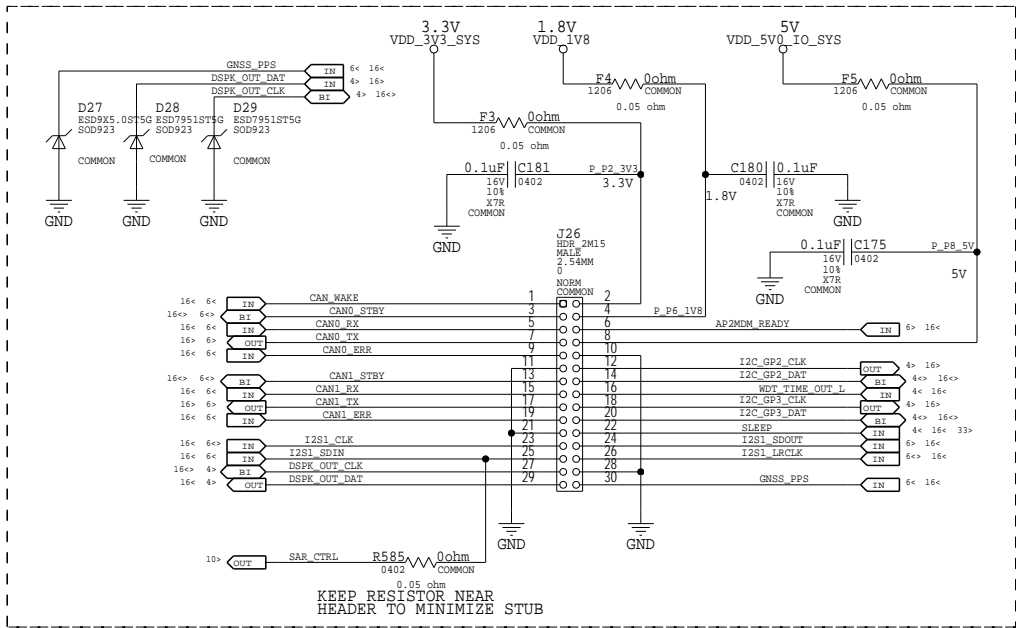 3.3V
VDD_3V3_SYS
1.8V
VDD_1V8
5V
VDD_5V0_IO_SYS
GNSS_PPS IN 6< 16<
DSPK_OUT_DAT IN 4> 16>
DSPK_OUT_CLK BI 4> 16<>
F4 0ohm
1206 COMMON
0.05 ohm
F5 0ohm
1206 COMMON
0.05 ohm
D27
ESD9X5.0ST5G
SOD923
COMMON
D28
ESD7951ST5G
SOD923
COMMON
D29
ESD7951ST5G
SOD923
COMMON
F3 0ohm
1206 COMMON
0.05 ohm
GND
GND
GND
0.1uF C181
16V 0402
10%
X7R
COMMON
P_P2_3V3
3.3V
GND
C180 0.1uF
0402 16V
10%
X7R
COMMON
1.8V
GND
0.1uF C175
16V 0402
10%
X7R
COMMON
P_P8_5V
5V
GND
J26
HDR_2M15
MALE
2.54MM
0
NORM
COMMON
16< 6< IN CAN_WAKE 1 2
16<> 6<> BI CAN0_STBY 3 4 P_P6_1V8
16< 6< IN CAN0_RX 5 6 AP2MDM_READY IN 6> 16<
16> 6> OUT CAN0_TX 7 8
16< 6< IN CAN0_ERR 9 10
11 12 I2C_GP2_CLK OUT 4> 16>
16<> 6<> BI CAN1_STBY 13 14 I2C_GP2_DAT BI 4<> 16<>
16< 6< IN CAN1_RX 15 16 WDT_TIME_OUT_L IN 4< 16<
16> 6> OUT CAN1_TX 17 18 I2C_GP3_CLK OUT 4> 16>
16< 6< IN CAN1_ERR 19 20 I2C_GP3_DAT BI 4<> 16<>
21 22 SLEEP IN 4< 16< 33>
16< 6<> IN I2S1_CLK 23 24 I2S1_SDOUT IN 6> 16<
16< 6< IN I2S1_SDIN 25 26 I2S1_LRCLK IN 6<> 16<
16<> 4> BI DSPK_OUT_CLK 27 28
16< 4> OUT DSPK_OUT_DAT 29 30 GNSS_PPS IN 6< 16<
GND
GND
10> OUT SAR_CTRL R585 0ohm
0402 COMMON
0.05 ohm
KEEP RESISTOR NEAR
HEADER TO MINIMIZE STUB